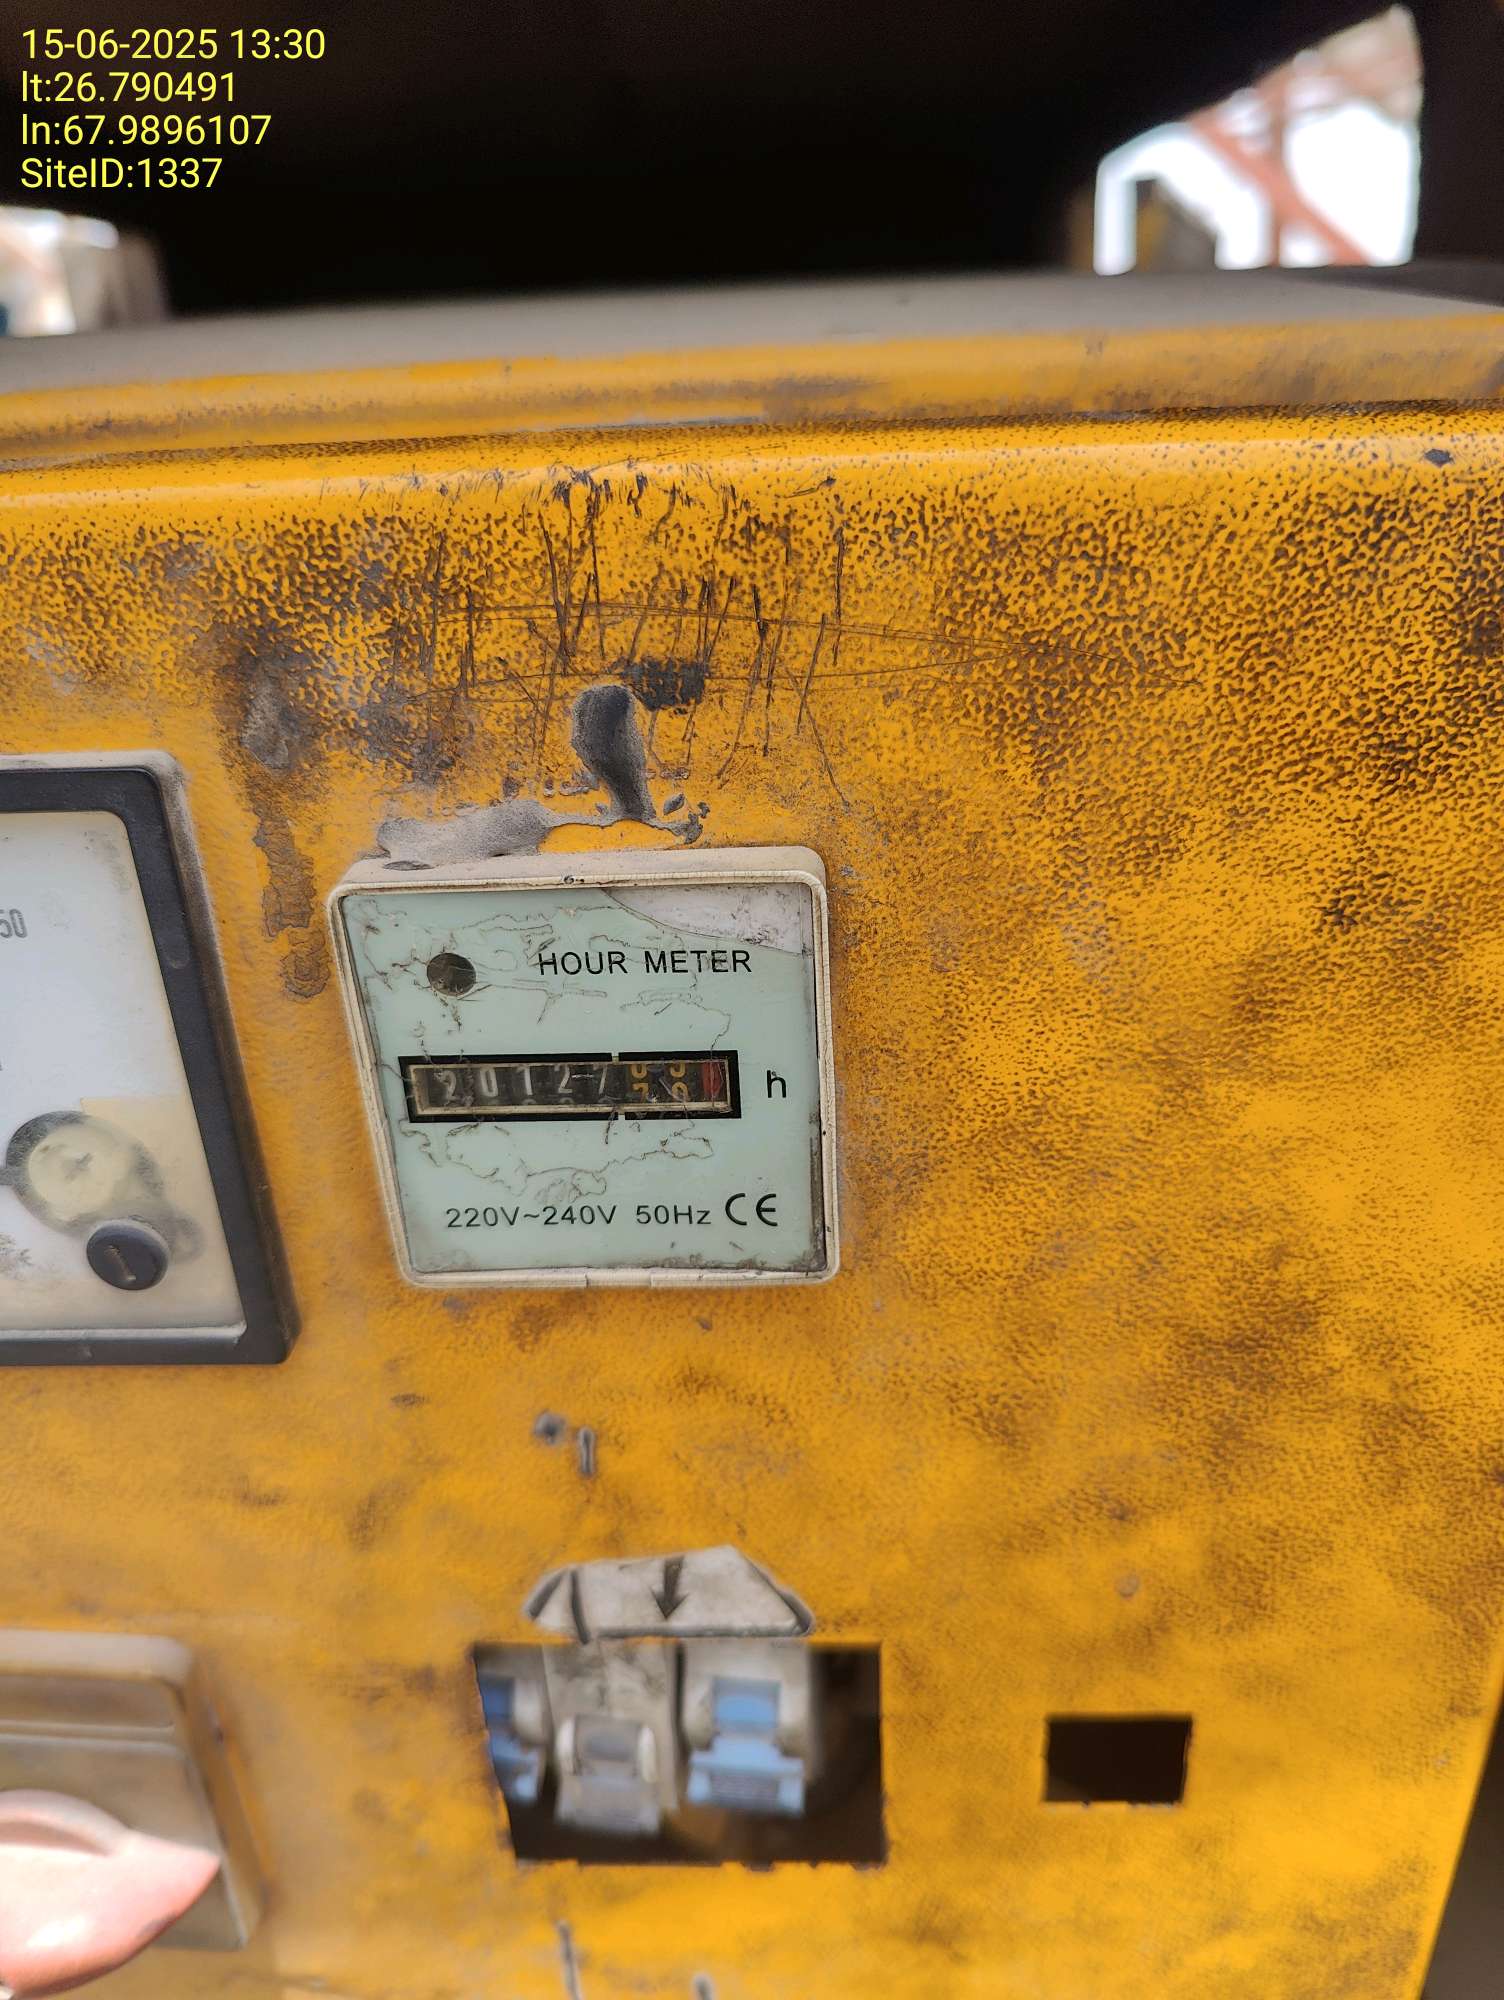 15-06-2025 13:30
lt:26.790491
ln:67.9896107
SiteID:1337
50
HOUR METER
20127
h
220V~240V 50Hz CE